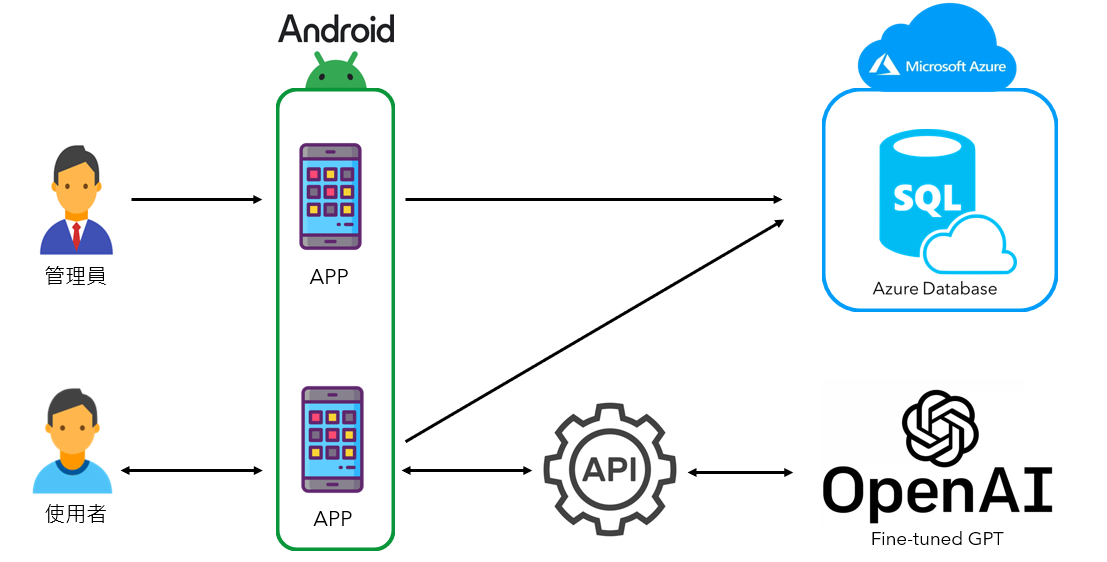 Android
Microsoft Azure
SQL
Azure Database
管理員
APP
使用者
APP
API
OpenAI
Fine-tuned GPT